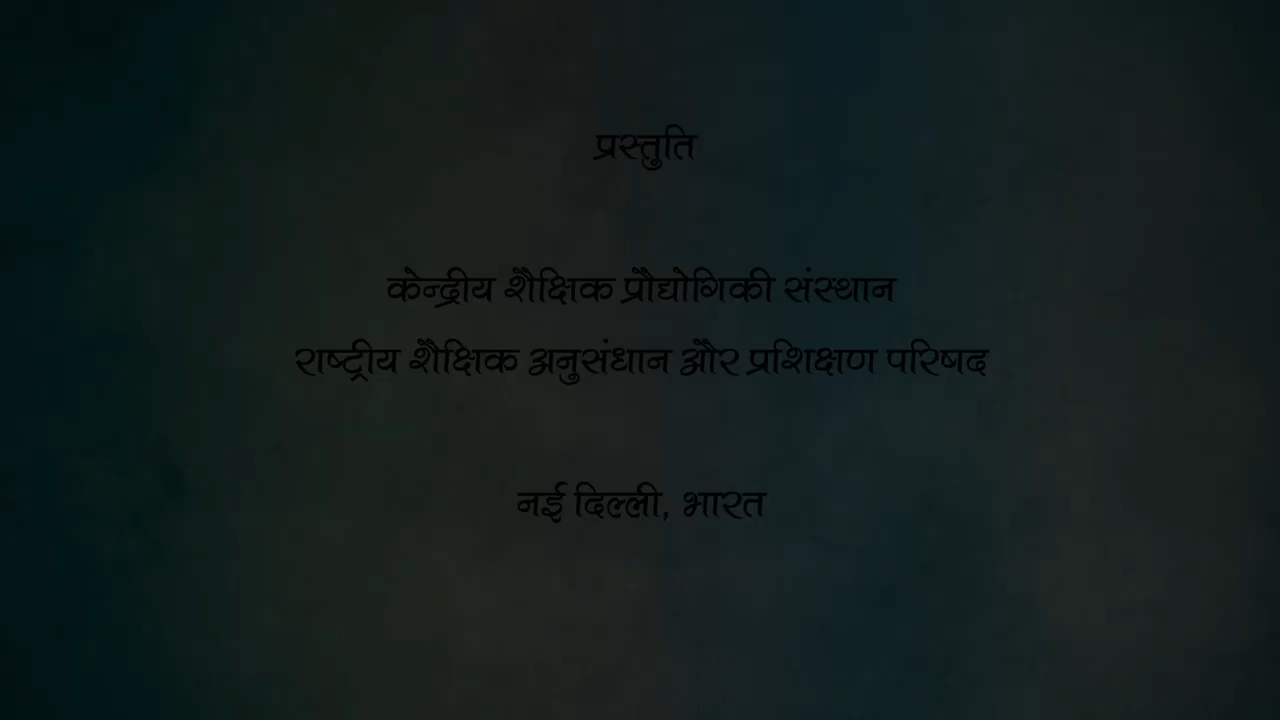 प्रस्तुति
केन्द्रीय शैक्षिक प्रौद्योगिकी संस्थान
राष्ट्रीय शैक्षिक अनुसंधान और प्रशिक्षण परिषद
नई दिल्ली, भारत